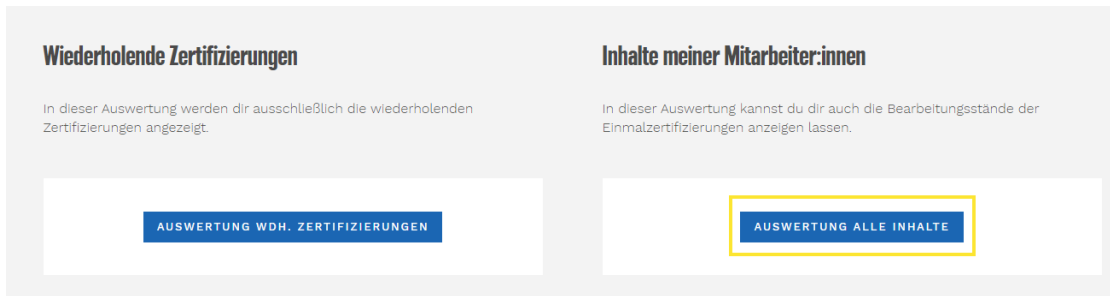 Wiederholende Zertifizierungen
In dieser Auswertung werden dir ausschließlich die wiederholenden
Zertifizierungen angezeigt.
AUSWERTUNG WDH. ZERTIFIZIERUNGEN
Inhalte meiner Mitarbeiter:innen
In dieser Auswertung kannst du dir auch die Bearbeitungsstände der
Einmalzertifizierungen anzeigen lassen.
AUSWERTUNG ALLE INHALTE